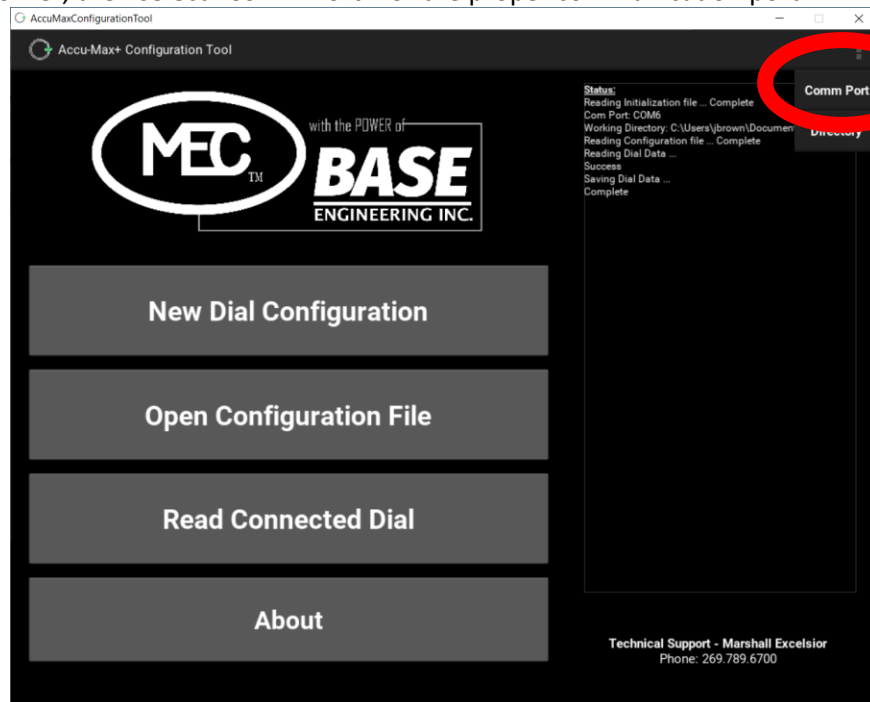 AccuMaxConfigurationTool
Accu-Max+ Configuration Tool
Comm Port
Directory
MEC
TM
with the POWER of
BASE
ENGINEERING INC.
Status:
Reading Initialization file ... Complete
Com Port: COM6
Working Directory: C:\Users\jbrown\Documen
Reading Configuration file ... Complete
Reading Dial Data ...
Success
Saving Dial Data ...
Complete
New Dial Configuration
Open Configuration File
Read Connected Dial
About
Technical Support - Marshall Excelsior
Phone: 269.789.6700